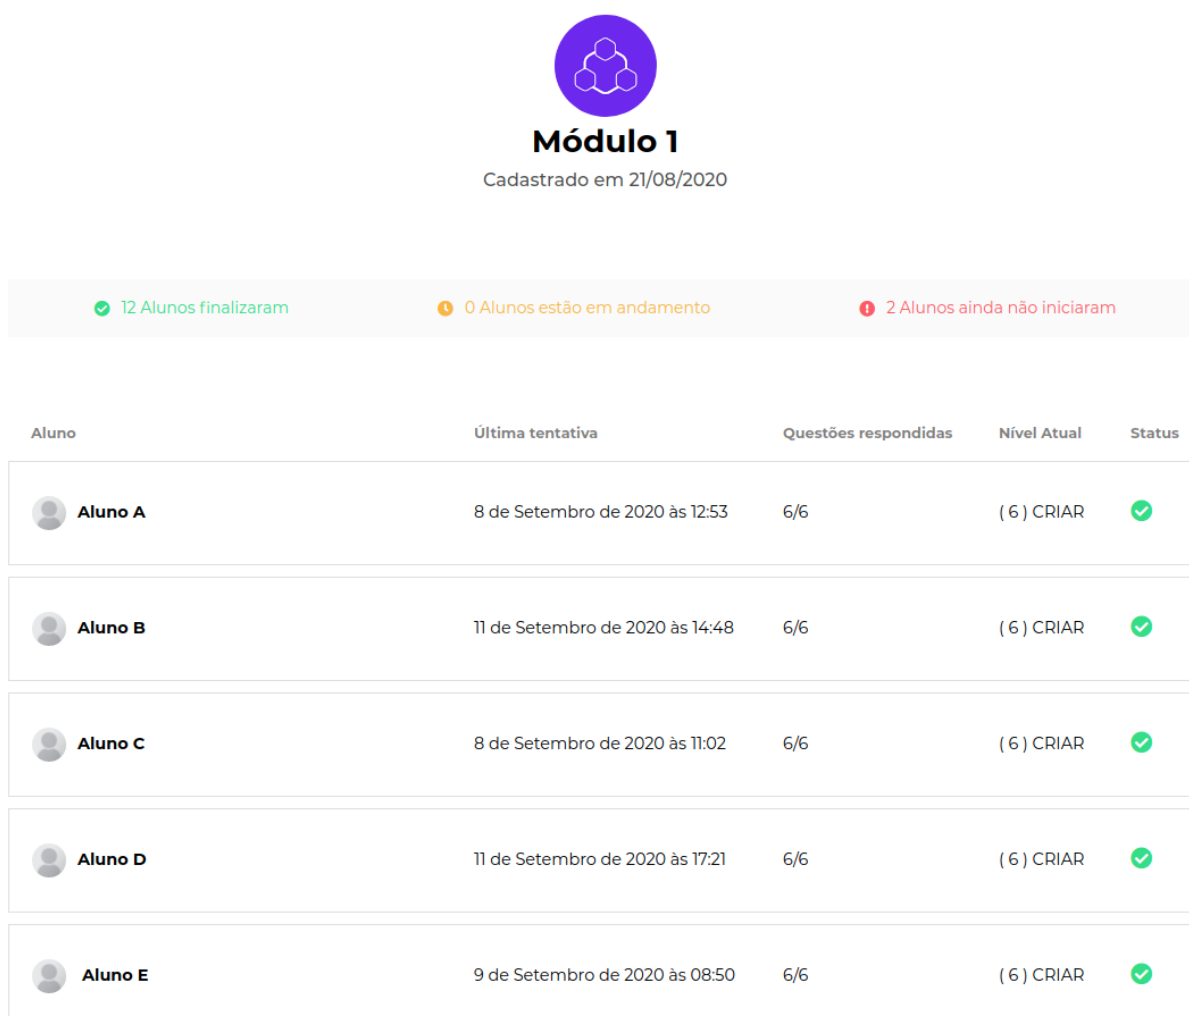 Módulo 1
Cadastrado em 21/08/2020
12 Alunos finalizaram 0 Alunos estão em andamento 2 Alunos ainda não iniciaram
Aluno Última tentativa Questões respondidas Nível Atual Status
Aluno A 8 de Setembro de 2020 às 12:53 6/6 ( 6 ) CRIAR
Aluno B 11 de Setembro de 2020 às 14:48 6/6 ( 6 ) CRIAR
Aluno C 8 de Setembro de 2020 às 11:02 6/6 ( 6 ) CRIAR
Aluno D 11 de Setembro de 2020 às 17:21 6/6 ( 6 ) CRIAR
Aluno E 9 de Setembro de 2020 às 08:50 6/6 ( 6 ) CRIAR